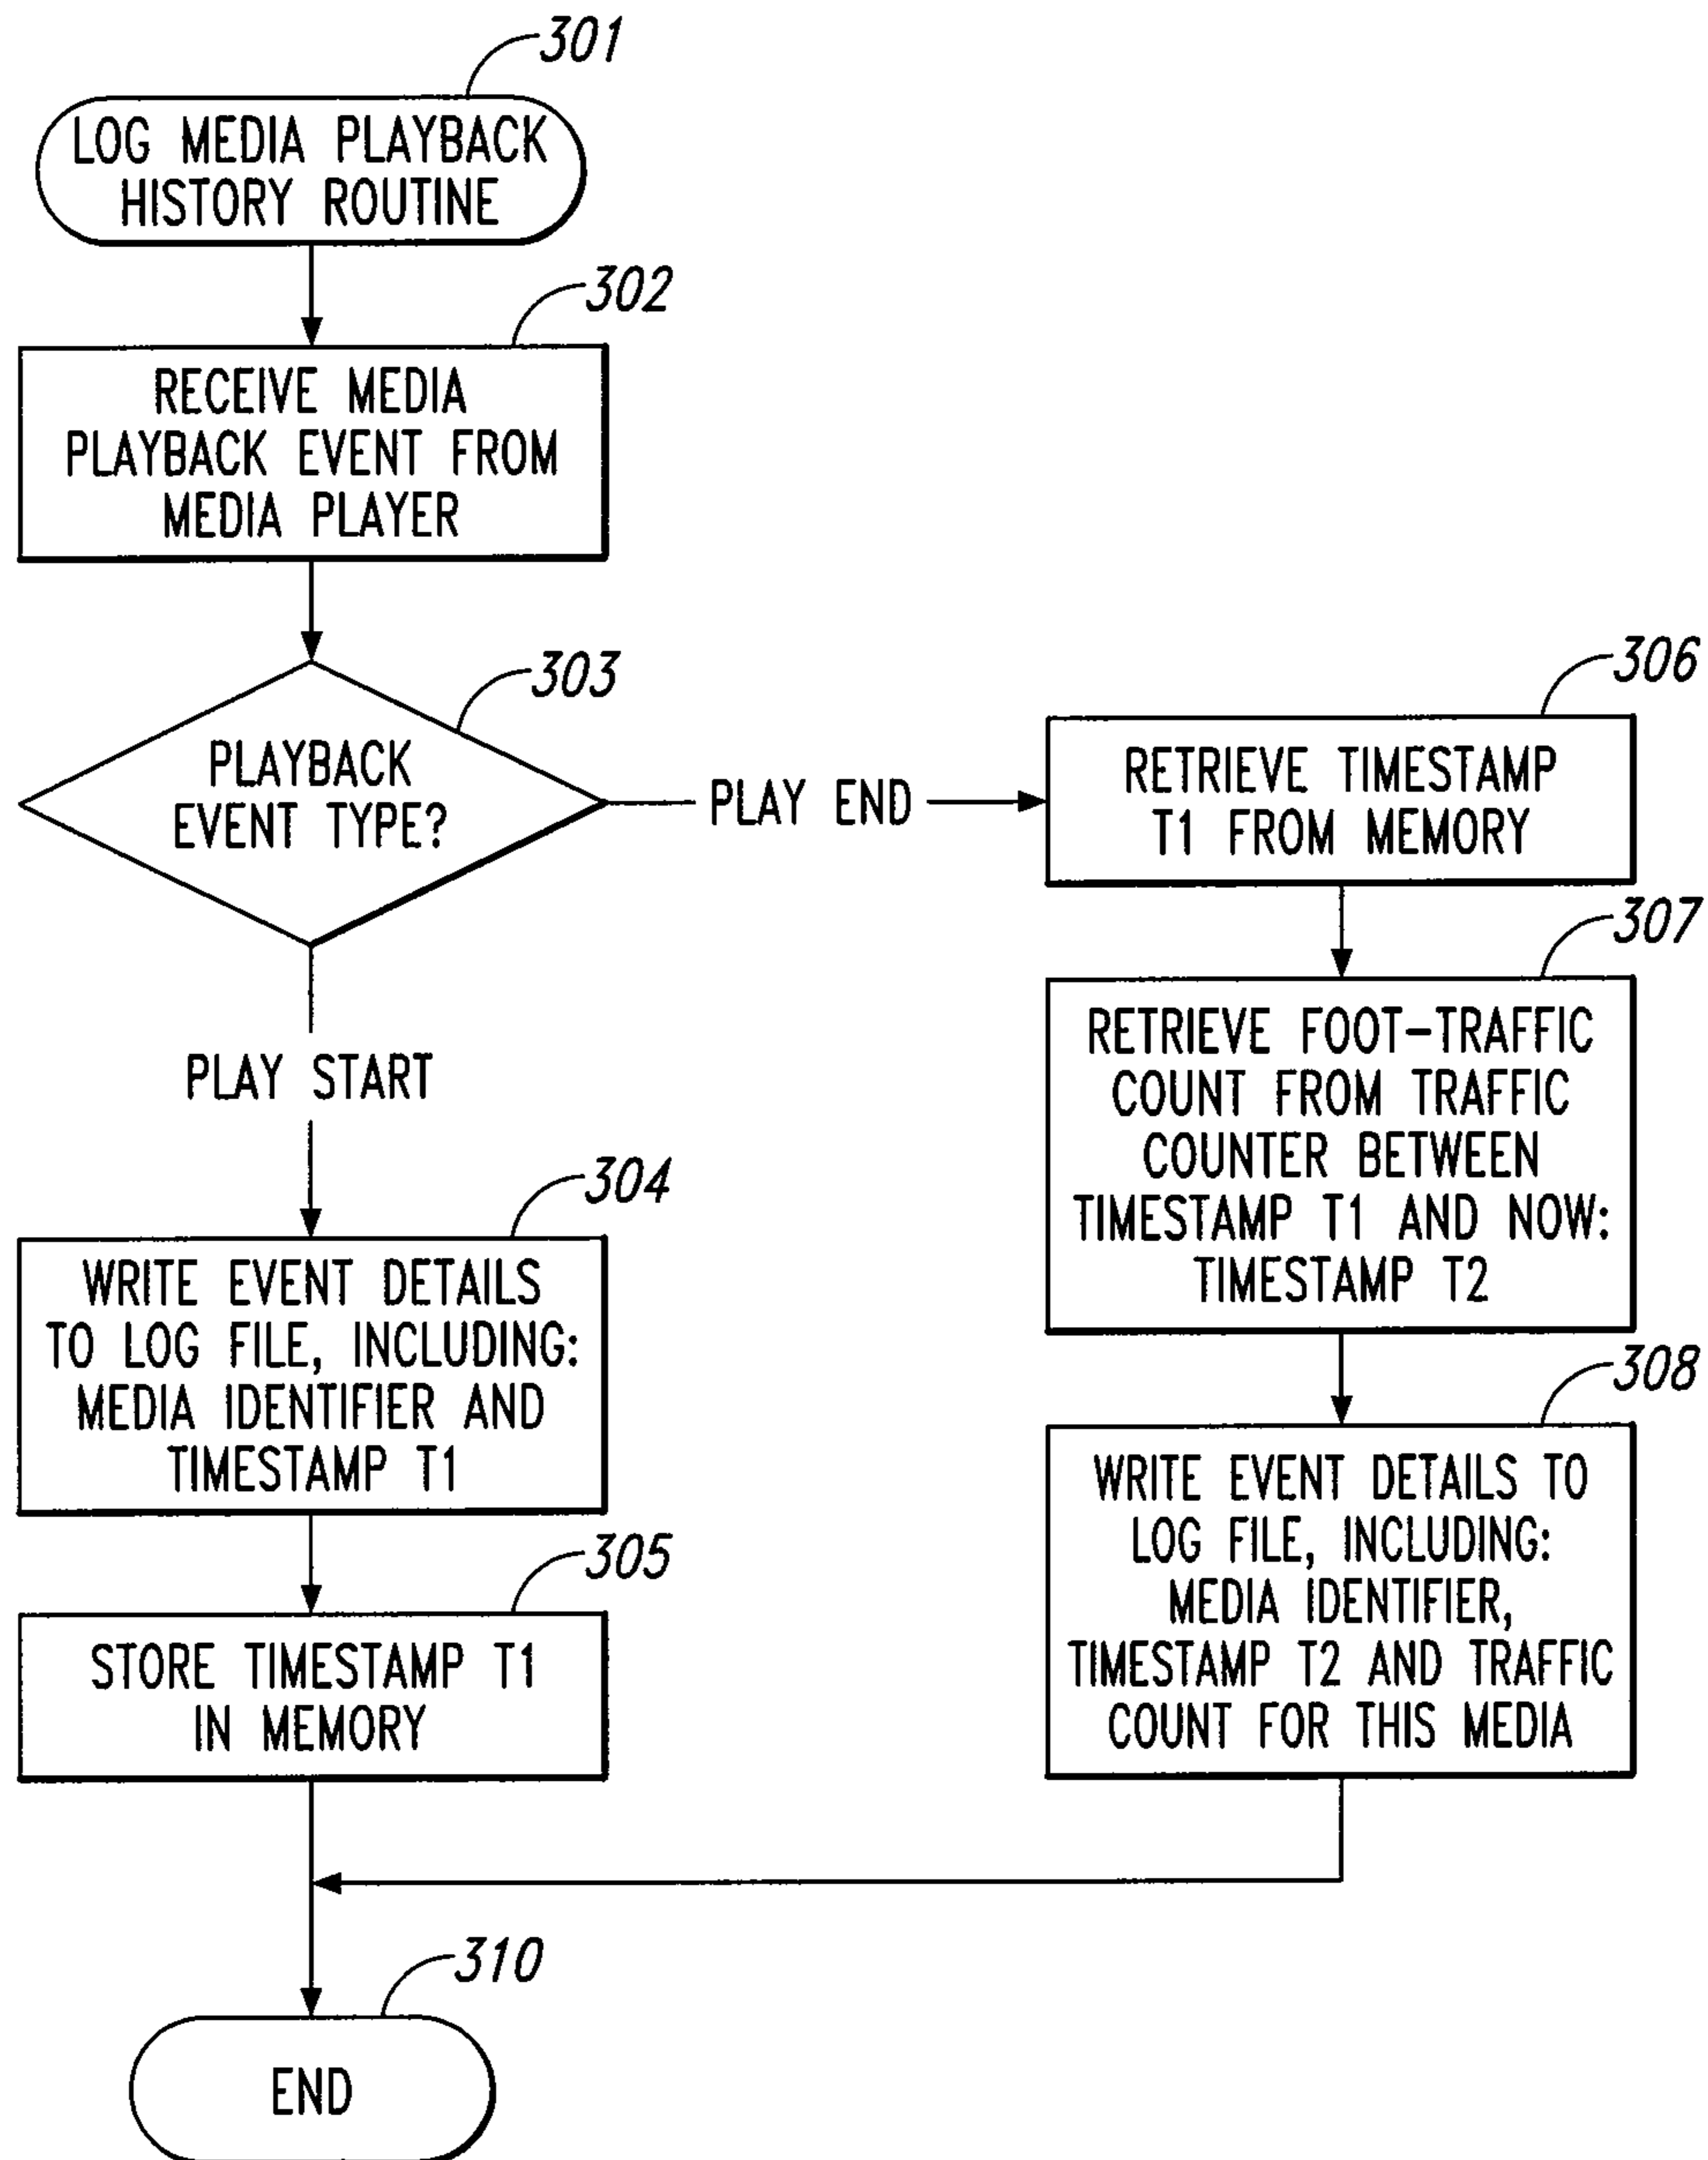 301
LOG MEDIA PLAYBACK
HISTORY ROUTINE
302
RECEIVE MEDIA
PLAYBACK EVENT FROM
MEDIA PLAYER
303
PLAYBACK
EVENT TYPE?
PLAY START
304
WRITE EVENT DETAILS
TO LOG FILE, INCLUDING:
MEDIA IDENTIFIER AND
TIMESTAMP T1
305
STORE TIMESTAMP T1
IN MEMORY
PLAY END
306
RETRIEVE TIMESTAMP
T1 FROM MEMORY
307
RETRIEVE FOOT-TRAFFIC
COUNT FROM TRAFFIC
COUNTER BETWEEN
TIMESTAMP T1 AND NOW:
TIMESTAMP T2
308
WRITE EVENT DETAILS TO
LOG FILE, INCLUDING:
MEDIA IDENTIFIER,
TIMESTAMP T2 AND TRAFFIC
COUNT FOR THIS MEDIA
310
END